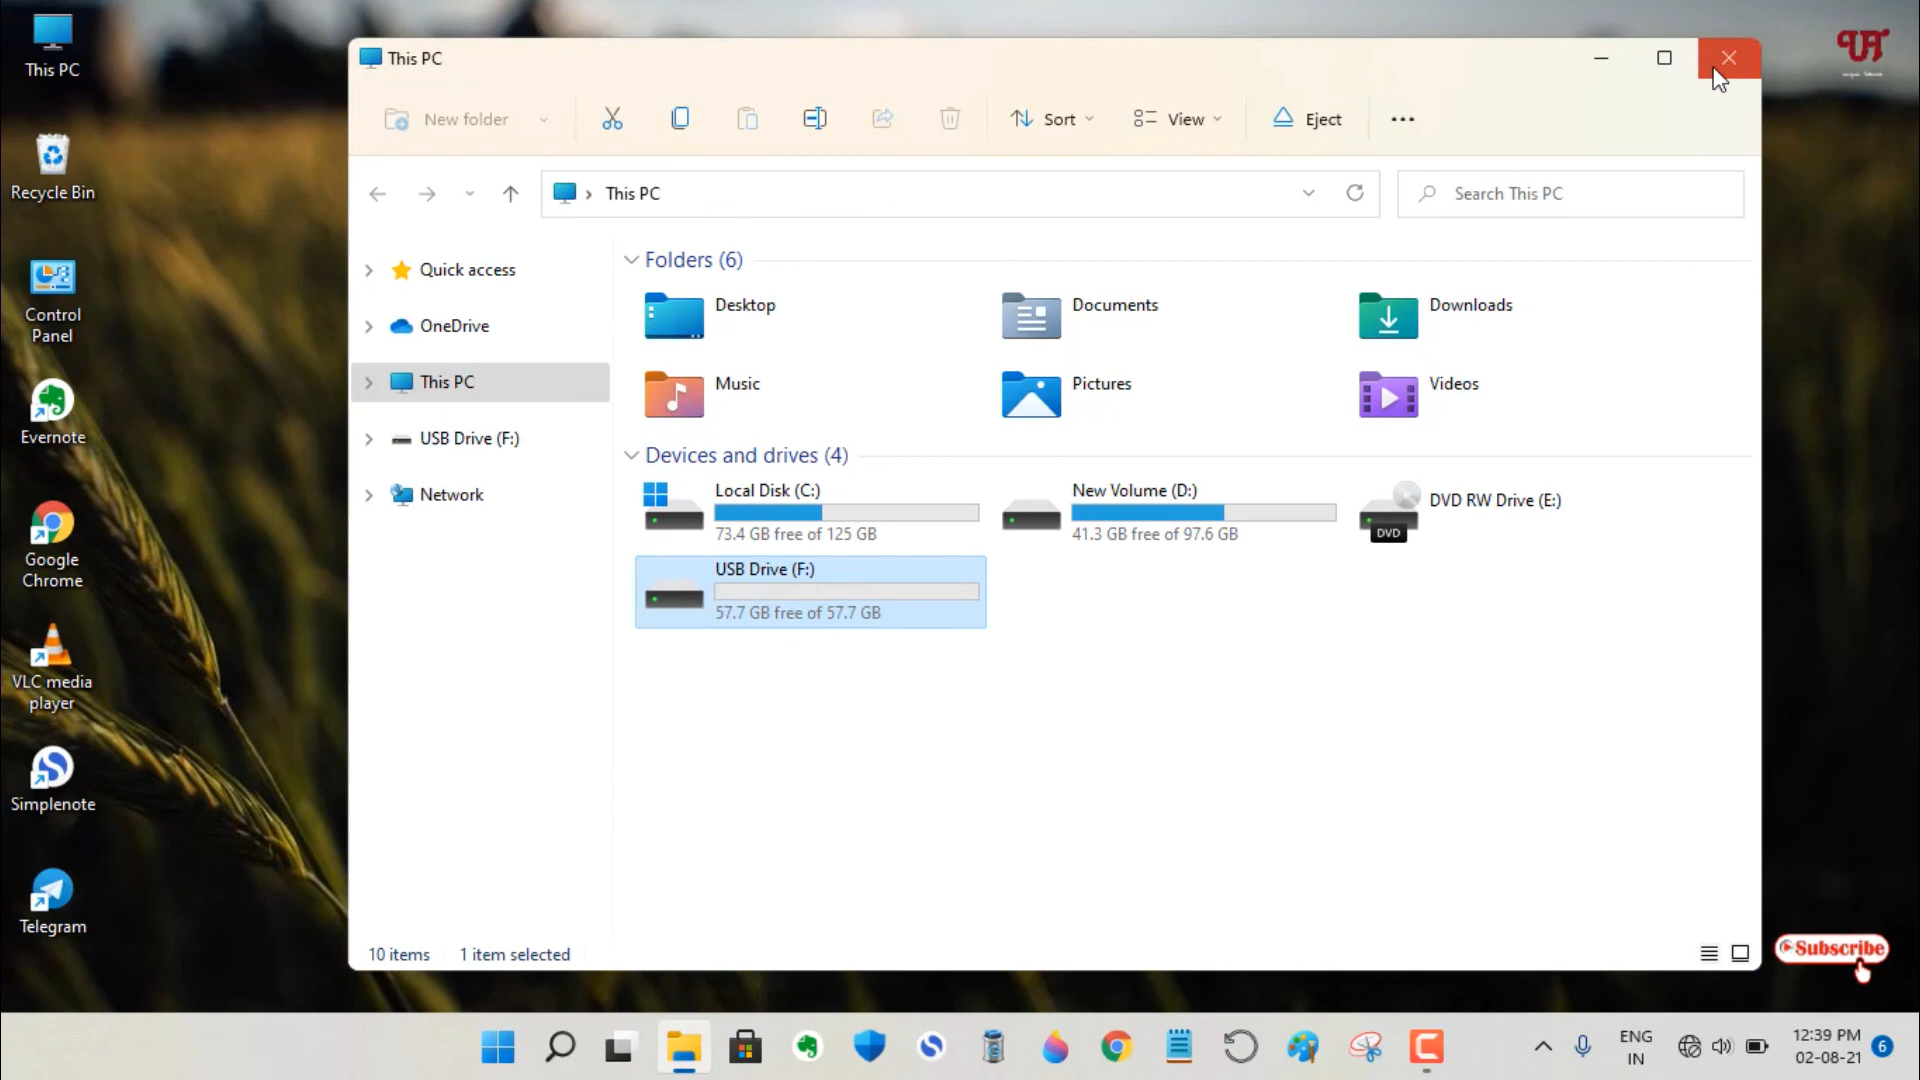 This PC
Recycle Bin
Control
Panel
Evernote
Google
Chrome
VLC media
player
Simplenote
Telegram
This PC
New folder
Sort
View
Eject
This PC
Search This PC
Quick access
OneDrive
This PC
USB Drive (F:)
Network
Folders (6)
Desktop
Documents
Downloads
Music
Pictures
Videos
Devices and drives (4)
Local Disk (C:)
73.4 GB free of 125 GB
New Volume (D:)
41.3 GB free of 97.6 GB
DVD RW Drive (E:)
DVD
USB Drive (F:)
57.7 GB free of 57.7 GB
10 items 1 item selected
Subscribe
ENG
IN
12:39 PM
02-08-21
6